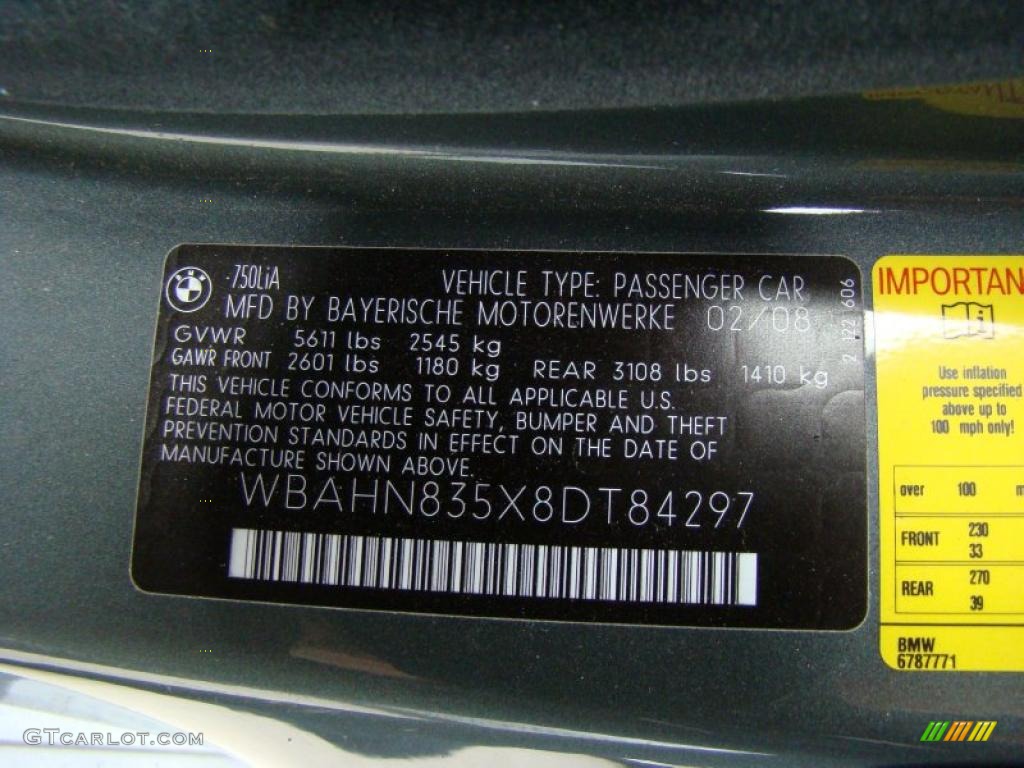 -750LiA VEHICLE TYPE: PASSENGER CAR
MFD BY BAYERISCHE MOTORENWERKE 02/08
GVWR 5611 lbs 2545 kg
GAWR FRONT 2601 lbs 1180 kg REAR 3108 lbs 1410 kg
THIS VEHICLE CONFORMS TO ALL APPLICABLE U.S.
FEDERAL MOTOR VEHICLE SAFETY, BUMPER AND THEFT
PREVENTION STANDARDS IN EFFECT ON THE DATE OF
MANUFACTURE SHOWN ABOVE.
WBAHN835X8DT84297
2 122 606
IMPORTAN
Use inflation
pressure specified
above up to
100 mph only!
over 100 m
FRONT 230
33
REAR 270
39
BMW
6787771
GTcarlot.com